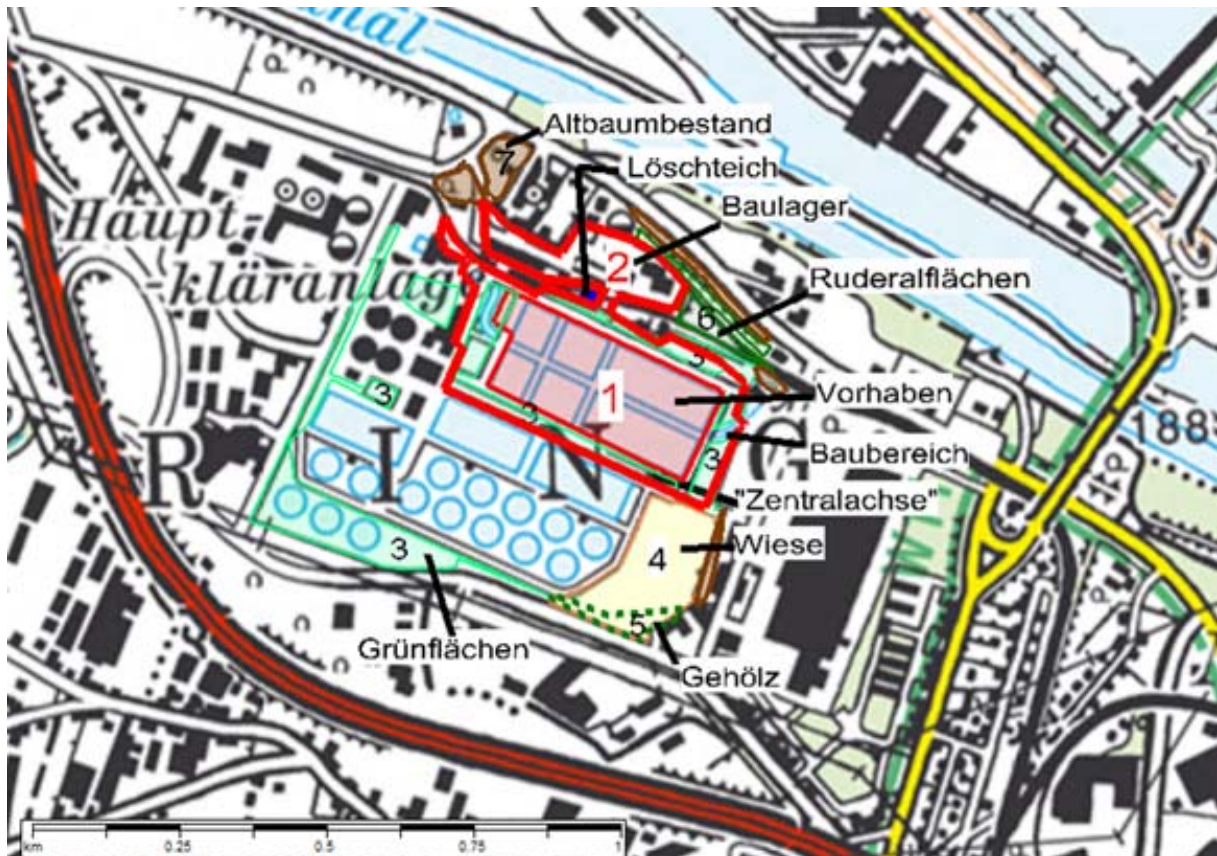 nal
Altbaumbestand
7
Löschteich
Baulager
Haupt-
kläranlage
2
Ruderalflächen
6
3
Vorhaben
1
3
3
188
Baubereich
3
R I N G
"Zentralachse"
Wiese
4
3
5
Grünflächen
Gehölz
km 0.25 0.5 0.75 1